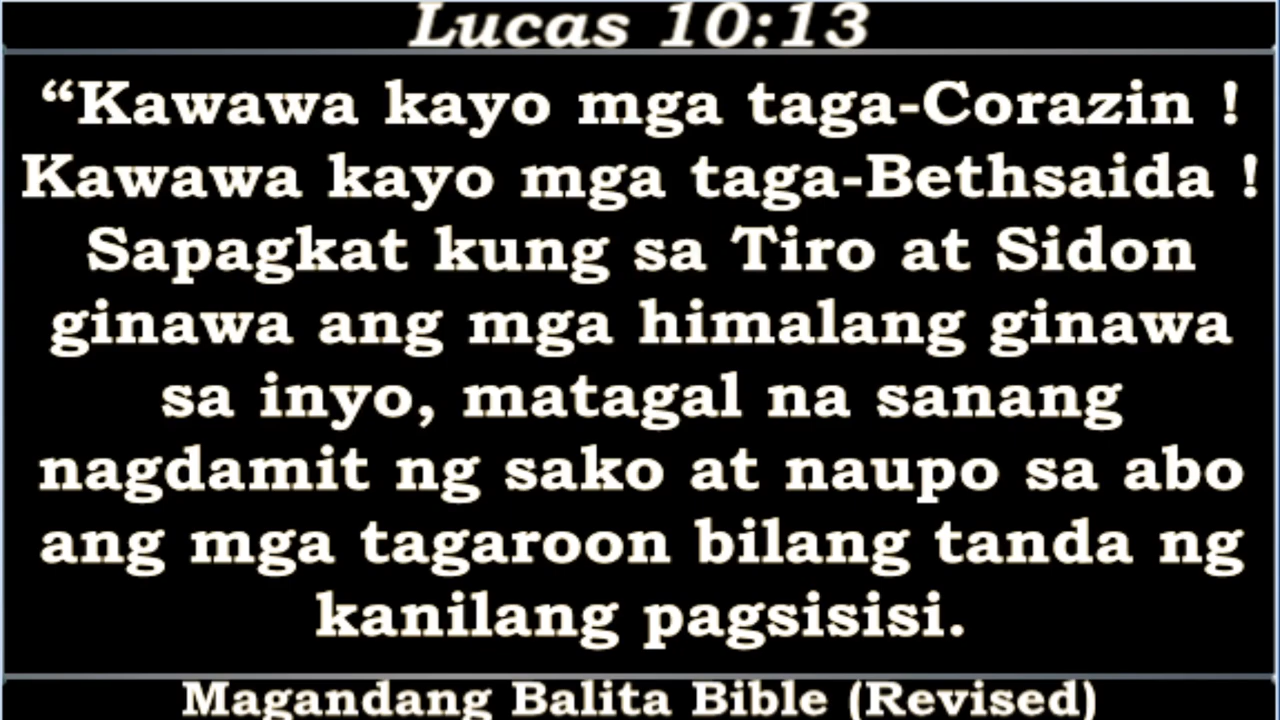 Lucas 10:13
“Kawawa kayo mga taga-Corazin !
Kawawa kayo mga taga-Bethsaida !
Sapagkat kung sa Tiro at Sidon
ginawa ang mga himalang ginawa
sa inyo, matagal na sanang
nagdamit ng sako at naupo sa abo
ang mga tagaroon bilang tanda ng
kanilang pagsisisi.
Magandang Balita Bible (Revised)